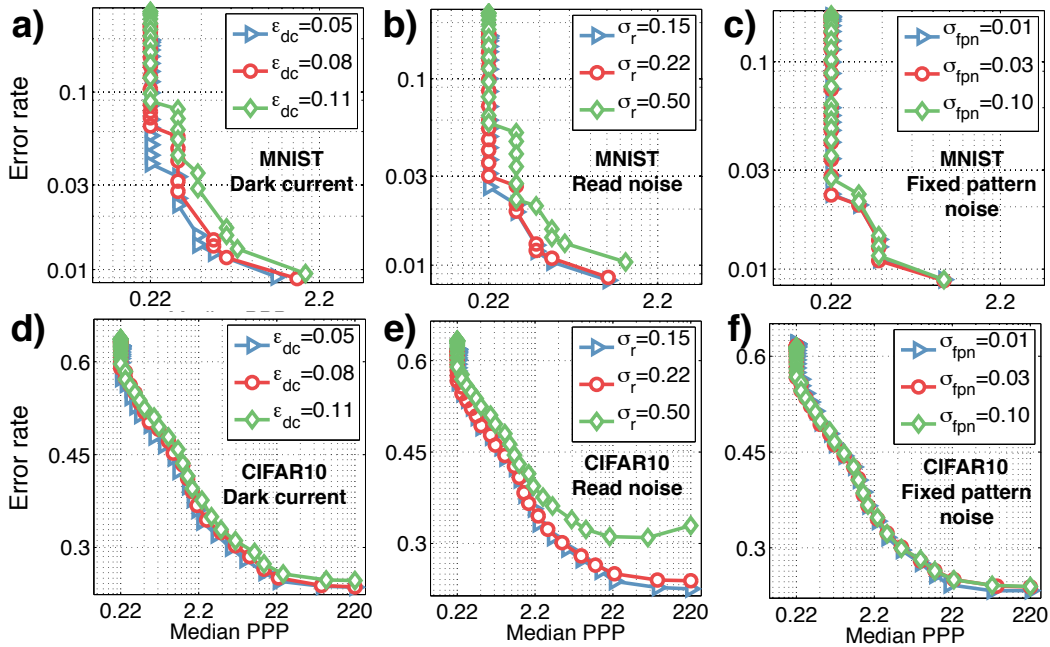 a)
Error rate
0.1
0.03
0.01
0.22
2.2
ε_dc=0.05
ε_dc=0.08
ε_dc=0.11
MNIST
Dark current
b)
0.1
0.03
0.01
0.22
2.2
σ_r=0.15
σ_r=0.22
σ_r=0.50
MNIST
Read noise
c)
0.1
0.03
0.01
0.22
2.2
σ_fpn=0.01
σ_fpn=0.03
σ_fpn=0.10
MNIST
Fixed pattern
noise
d)
Error rate
0.6
0.45
0.3
0.22
2.2
22
220
Median PPP
ε_dc=0.05
ε_dc=0.08
ε_dc=0.11
CIFAR10
Dark current
e)
0.6
0.45
0.3
0.22
2.2
22
220
Median PPP
σ_r=0.15
σ_r=0.22
σ_r=0.50
CIFAR10
Read noise
f)
0.6
0.45
0.3
0.22
2.2
22
220
Median PPP
σ_fpn=0.01
σ_fpn=0.03
σ_fpn=0.10
CIFAR10
Fixed pattern
noise